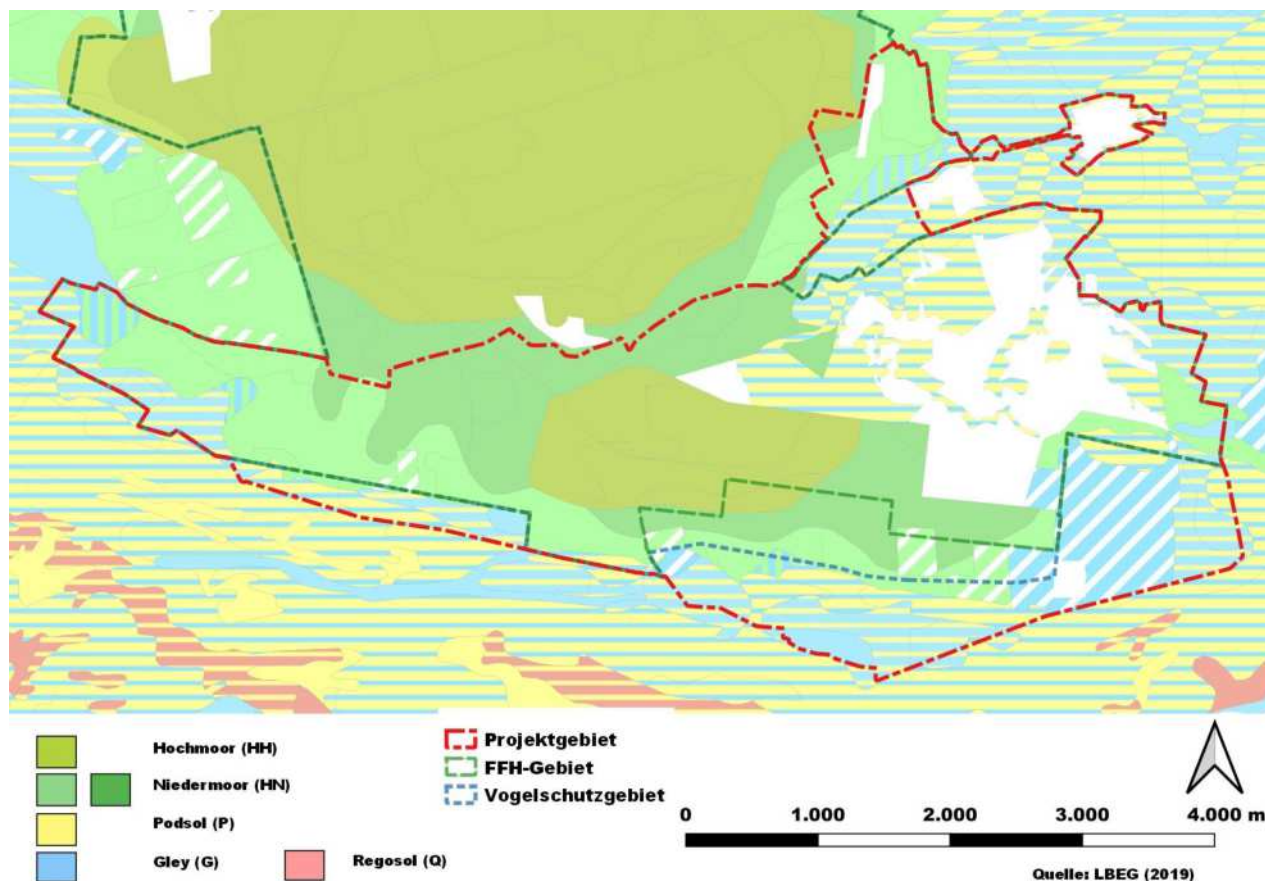 Hochmoor (HH)
Niedermoor (HN)
Podsol (P)
Gley (G)
Regosol (Q)
Projektgebiet
FFH-Gebiet
Vogelschutzgebiet
0 1.000 2.000 3.000 4.000 m
Quelle: LBEG (2019)